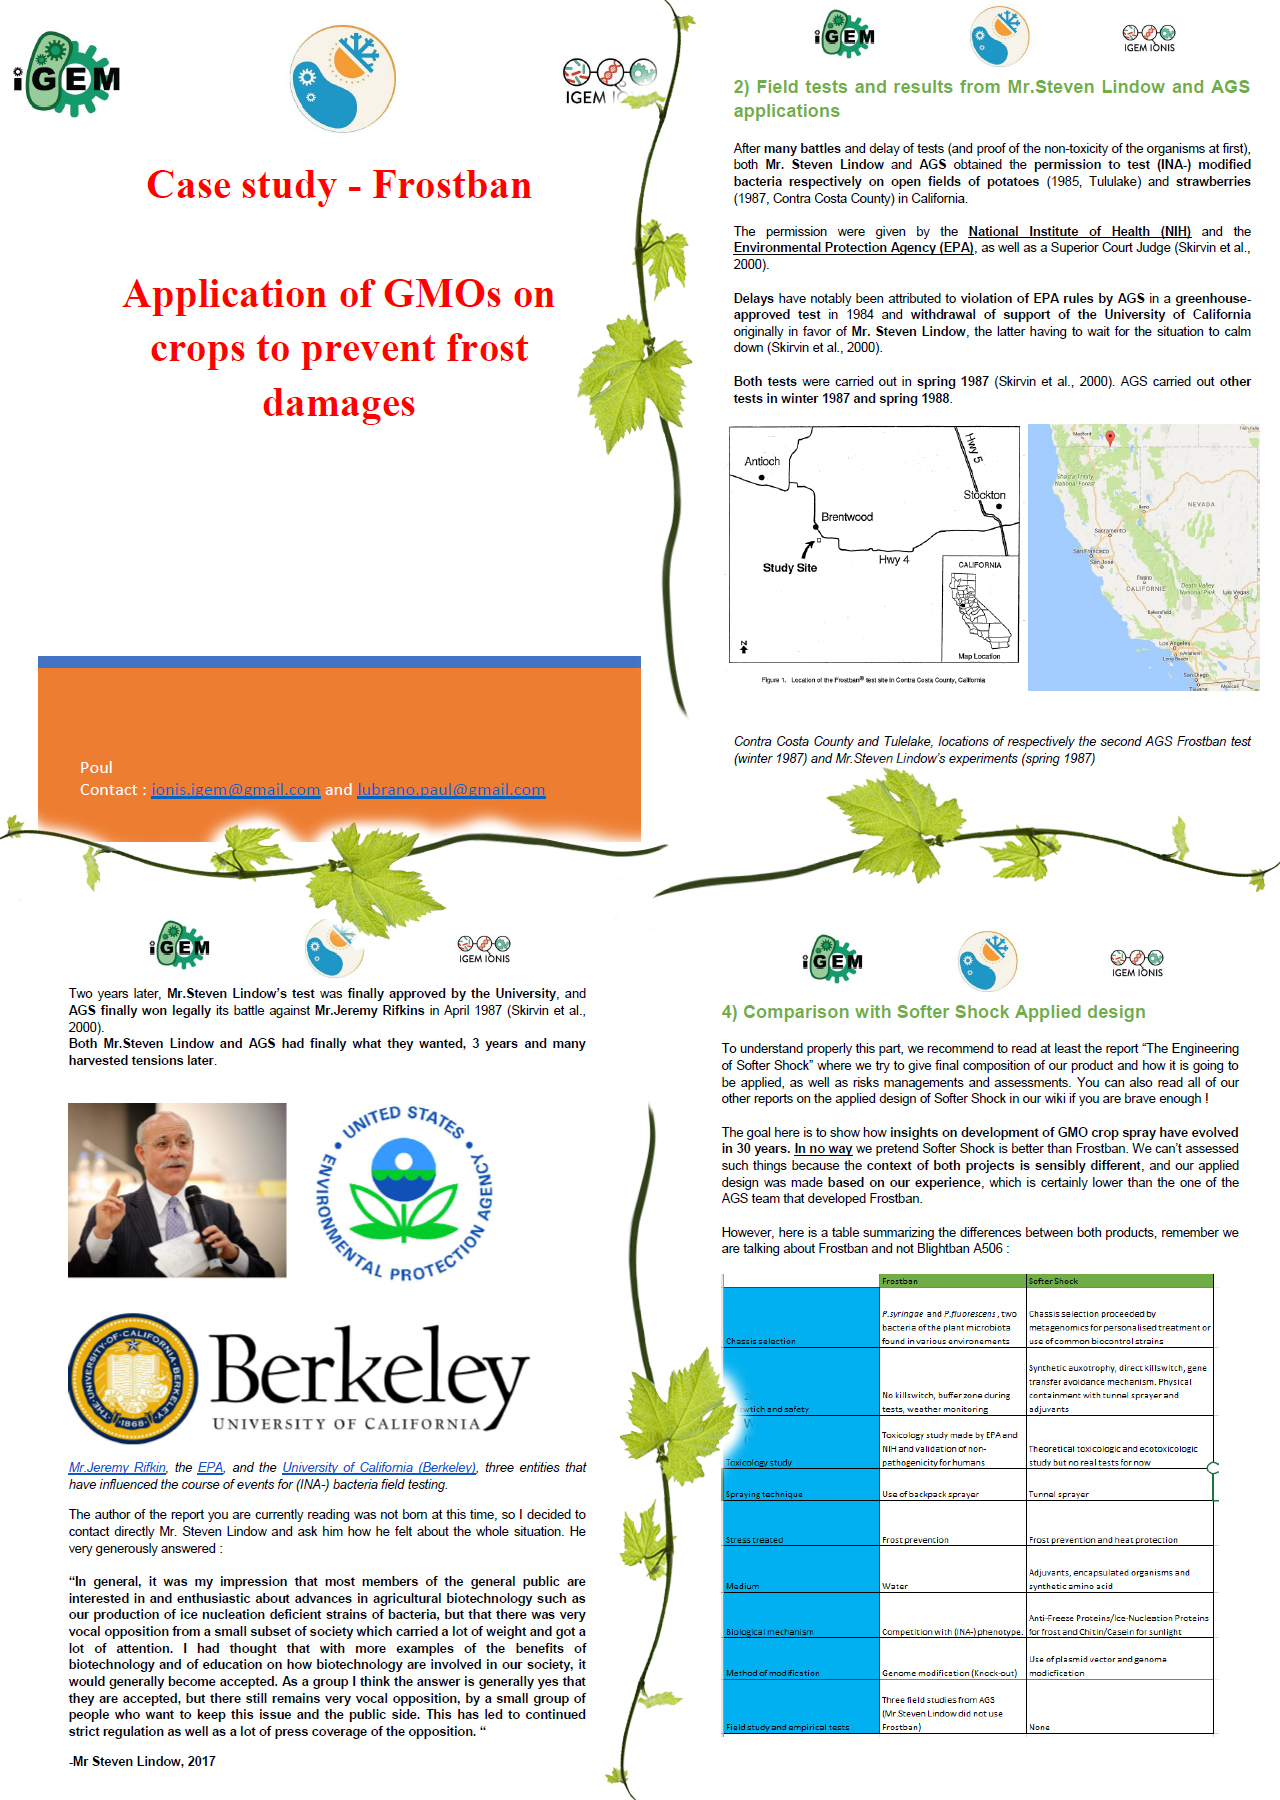 iGEM
IGEM IONIS
Case study - Frostban
Application of GMOs on
crops to prevent frost
damages
Poul
Contact : ionis.igem@gmail.com and lubrano.paul@gmail.com
iGEM
IGEM IONIS
2) Field tests and results from Mr.Steven Lindow and AGS
applications
After many battles and delay of tests (and proof of the non-toxicity of the organisms at first),
both Mr. Steven Lindow and AGS obtained the permission to test (INA-) modified
bacteria respectively on open fields of potatoes (1985, Tululake) and strawberries
(1987, Contra Costa County) in California.
The permission were given by the National Institute of Health (NIH) and the
Environmental Protection Agency (EPA), as well as a Superior Court Judge (Skirvin et al.,
2000).
Delays have notably been attributed to violation of EPA rules by AGS in a greenhouse-
approved test in 1984 and withdrawal of support of the University of California
originally in favor of Mr. Steven Lindow, the latter having to wait for the situation to calm
down (Skirvin et al., 2000).
Both tests were carried out in spring 1987 (Skirvin et al., 2000). AGS carried out other
tests in winter 1987 and spring 1988.
Antioch
Hwy 5
Stockton
Brentwood
Study Site
Hwy 4
CALIFORNIA
N
Map Location
Figure 1. Location of the Frostban® test site in Contra Costa County, California
Medford
Shasta-Trinity
National Forest
Reno
NEVADA
Sacramento
San Francisco
San Jose
Fresno
CALIFORNIE
Death Valley
National Park
Las Vegas
Bakersfield
Los Angeles
Anaheim
Long Beach
San Diego
Tijuana
Mexicali
Contra Costa County and Tulelake, locations of respectively the second AGS Frostban test
(winter 1987) and Mr.Steven Lindow's experiments (spring 1987)
iGEM
IGEM IONIS
Two years later, Mr.Steven Lindow's test was finally approved by the University, and
AGS finally won legally its battle against Mr.Jeremy Rifkins in April 1987 (Skirvin et al.,
2000).
Both Mr.Steven Lindow and AGS had finally what they wanted, 3 years and many
harvested tensions later.
UNITED STATES
ENVIRONMENTAL PROTECTION AGENCY
THE UNIVERSITY OF CALIFORNIA BERKELEY
1868
Berkeley
UNIVERSITY OF CALIFORNIA
Mr.Jeremy Rifkin, the EPA, and the University of California (Berkeley), three entities that
have influenced the course of events for (INA-) bacteria field testing.
The author of the report you are currently reading was not born at this time, so I decided to
contact directly Mr. Steven Lindow and ask him how he felt about the whole situation. He
very generously answered :
“In general, it was my impression that most members of the general public are
interested in and enthusiastic about advances in agricultural biotechnology such as
our production of ice nucleation deficient strains of bacteria, but that there was very
vocal opposition from a small subset of society which carried a lot of weight and got a
lot of attention. I had thought that with more examples of the benefits of
biotechnology and of education on how biotechnology are involved in our society, it
would generally become accepted. As a group I think the answer is generally yes that
they are accepted, but there still remains very vocal opposition, by a small group of
people who want to keep this issue and the public side. This has led to continued
strict regulation as well as a lot of press coverage of the opposition. “
-Mr Steven Lindow, 2017
iGEM
IGEM IONIS
4) Comparison with Softer Shock Applied design
To understand properly this part, we recommend to read at least the report “The Engineering
of Softer Shock” where we try to give final composition of our product and how it is going to
be applied, as well as risks managements and assessments. You can also read all of our
other reports on the applied design of Softer Shock in our wiki if you are brave enough !
The goal here is to show how insights on development of GMO crop spray have evolved
in 30 years. In no way we pretend Softer Shock is better than Frostban. We can't assessed
such things because the context of both projects is sensibly different, and our applied
design was made based on our experience, which is certainly lower than the one of the
AGS team that developed Frostban.
However, here is a table summarizing the differences between both products, remember we
are talking about Frostban and not Blightban A506 :
Frostban
Softer Shock
Chassis selection
P.syringae and P.fluorescens , two
bacteria of the plant microbiota
found in various environements
Chassis selection proceeded by
metagenomics for personalised treatment or
use of common biocontrol strains
and safety
No killswitch, buffer zone during
tests, weather monitoring
Synthetic auxotrophy, direct killswitch, gene
transfer avoidance mechanism. Physical
containment with tunnel sprayer and
adjuvants
Toxicology study
Toxicology study made by EPA and
NIH and validation of non-
pathogenicity for humans
Theoretical toxicologic and ecotoxicologic
study but no real tests for now
Spraying technique
Use of backpack sprayer
Tunnel sprayer
Stress treated
Frost prevention
Frost prevention and heat protection
Medium
Water
Adjuvants, encapsulated organisms and
synthetic amino acid
Biological mechanism
Competition with (INA-) phenotype.
Anti-Freeze Proteins/Ice-Nucleation Proteins
for frost and Chitin/Casein for sunlight
Method of modification
Genome modification (Knock-out)
Use of plasmid vector and genome
modicfication
Field study and empirical tests
Three field studies from AGS
(Mr.Steven Lindow did not use
Frostban)
None